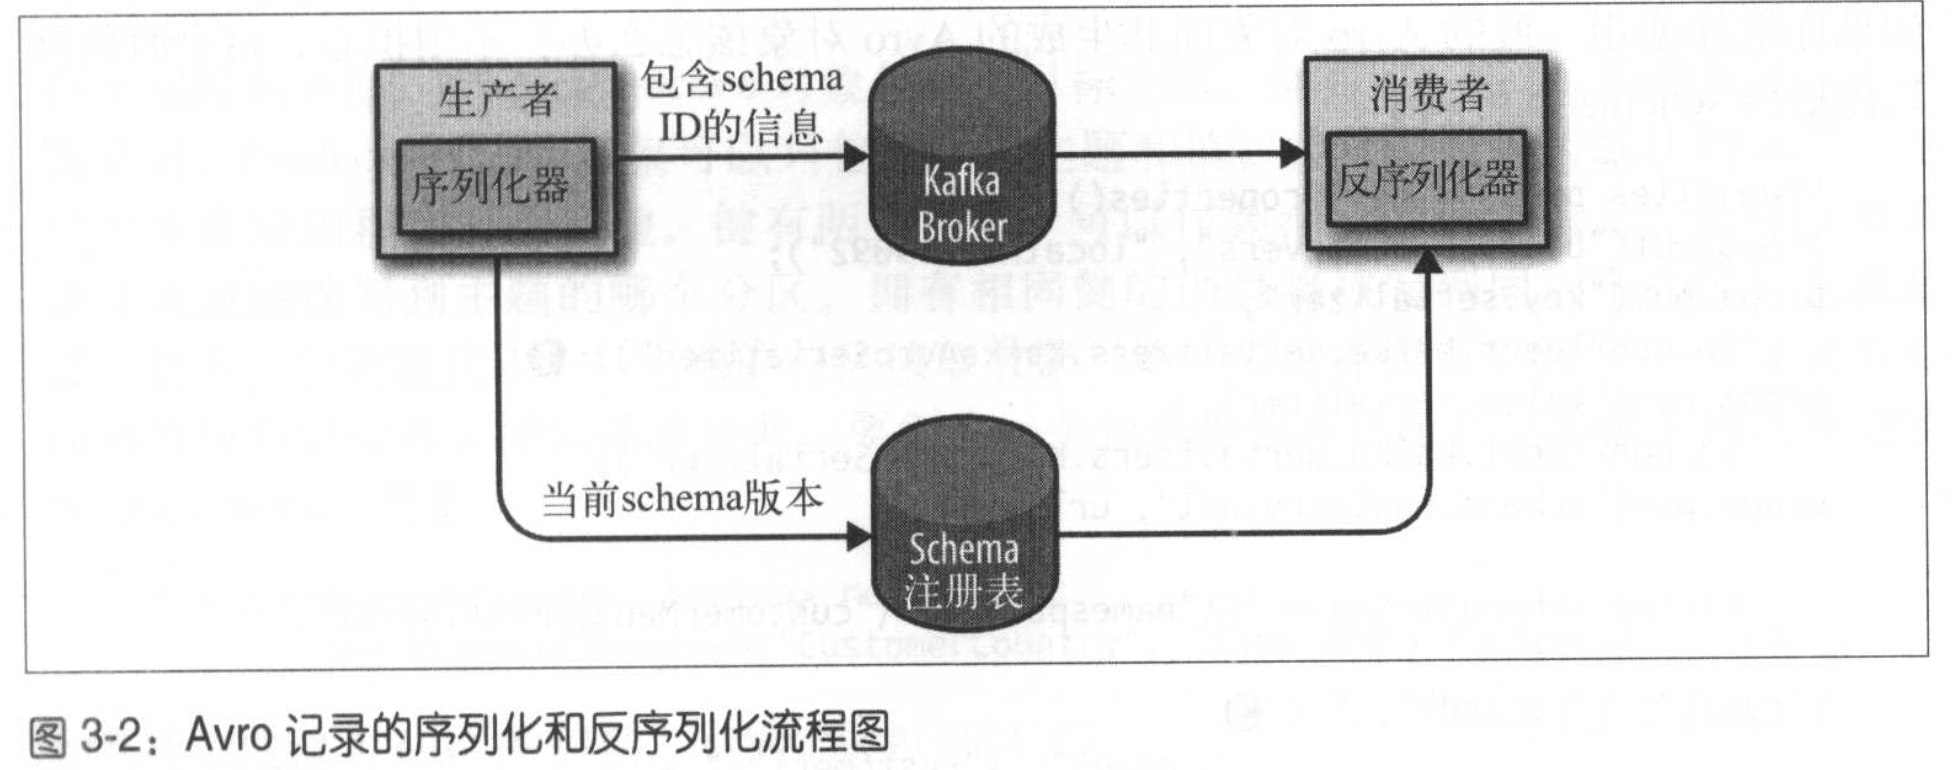 生产者
序列化器
包含schema
ID的信息
Kafka
Broker
消费者
反序列化器
当前schema版本
Schema
注册表
图 3-2：Avro 记录的序列化和反序列化流程图